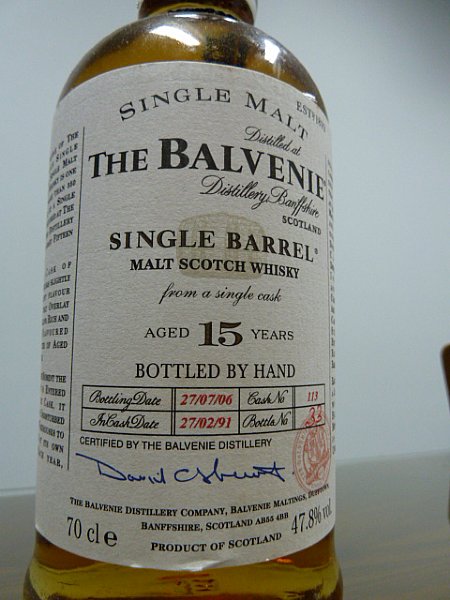 SINGLE MALT
ESTD 1892
Distilled at
THE BALVENIE
Distillery, Banffshire
SCOTLAND
SINGLE BARREL
MALT SCOTCH WHISKY
from a single cask
AGED 15 YEARS
BOTTLED BY HAND
Bottling Date 27/07/06 Cask No 113
In Cask Date 27/02/91 Bottle No
CERTIFIED BY THE BALVENIE DISTILLERY
THE BALVENIE DISTILLERY COMPANY, BALVENIE MALTINGS, DUFFTOWN,
BANFFSHIRE, SCOTLAND AB55 4BB
70 cl e
PRODUCT OF SCOTLAND
47.8% vol